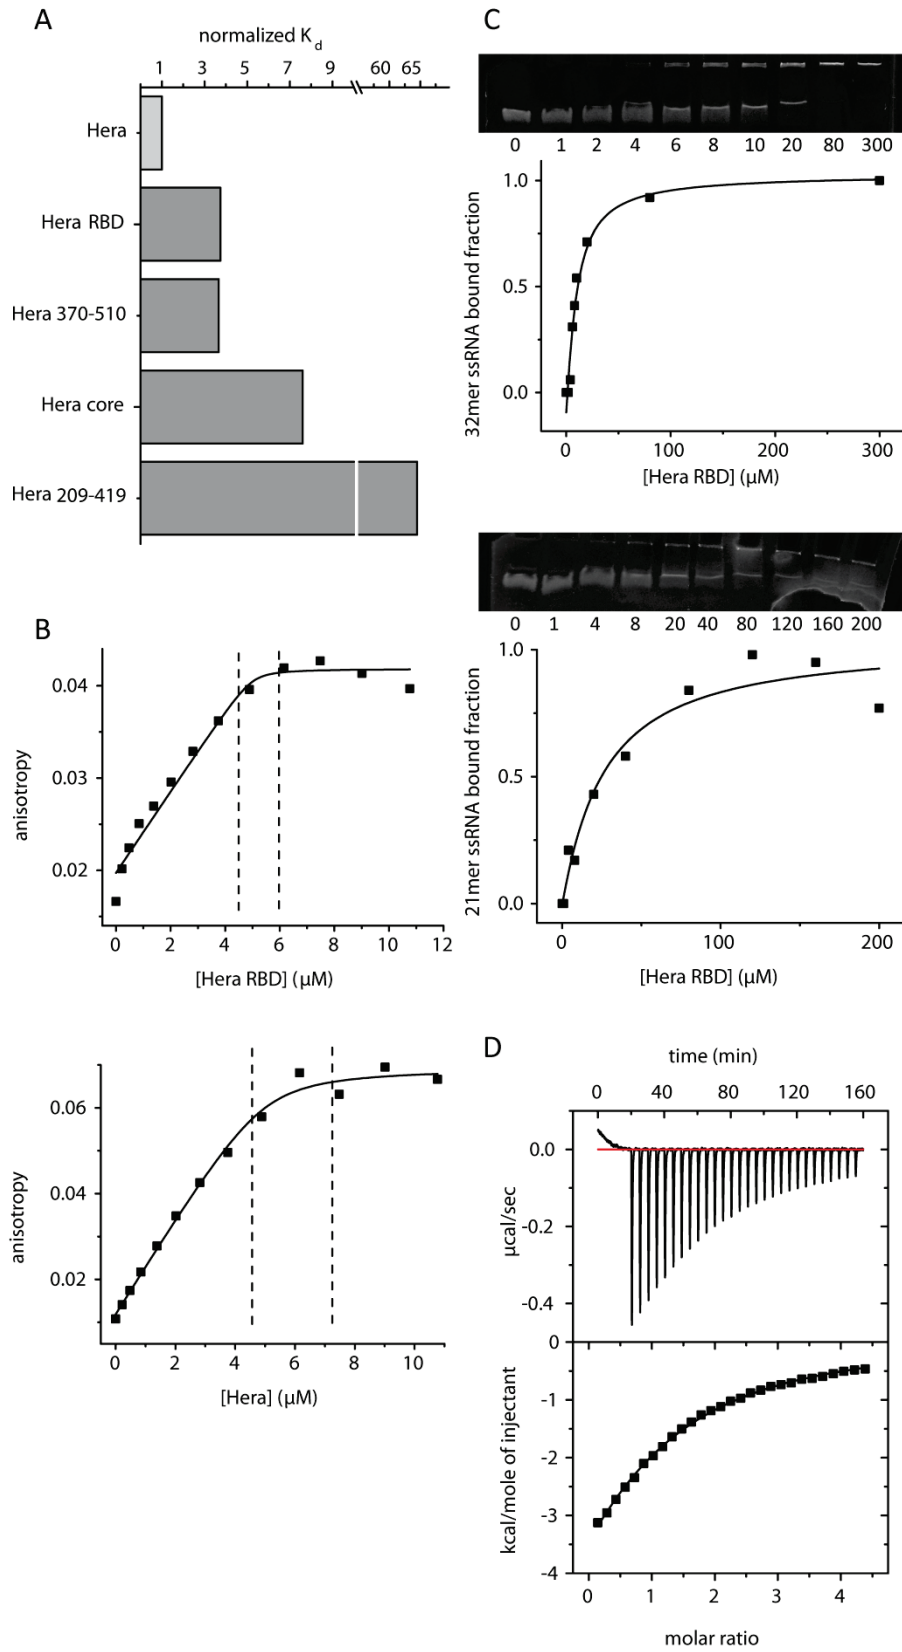 A
normalized K d
1 3 5 7 9 60 65
Hera
Hera RBD
Hera 370-510
Hera core
Hera 209-419
B
0.04
0.03
0.02
anisotropy
0 2 4 6 8 10 12
[Hera RBD] (µM)
0.06
0.04
0.02
anisotropy
0 2 4 6 8 10
[Hera] (µM)
C
0 1 2 4 6 8 10 20 80 300
1.0
0.5
0.0
32mer ssRNA bound fraction
0 100 200 300
[Hera RBD] (µM)
0 1 4 8 20 40 80 120 160 200
1.0
0.5
0.0
21mer ssRNA bound fraction
0 100 200
[Hera RBD] (µM)
D
time (min)
0 40 80 120 160
0.0
-0.2
-0.4
µcal/sec
0
-1
-2
-3
-4
kcal/mole of injectant
0 1 2 3 4
molar ratio